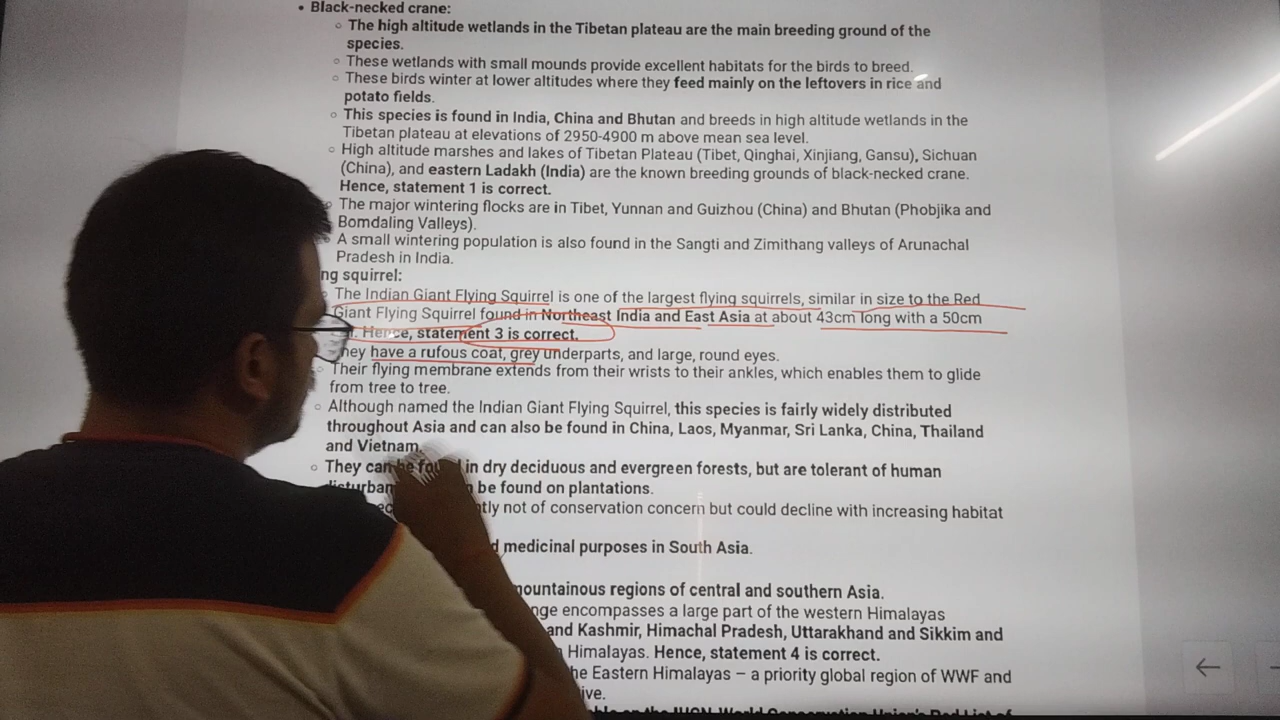 • Black-necked crane:
○ The high altitude wetlands in the Tibetan plateau are the main breeding ground of the
species.
○ These wetlands with small mounds provide excellent habitats for the birds to breed.
○ These birds winter at lower altitudes where they feed mainly on the leftovers in rice and
potato fields.
○ This species is found in India, China and Bhutan and breeds in high altitude wetlands in the
Tibetan plateau at elevations of 2950-4900 m above mean sea level.
○ High altitude marshes and lakes of Tibetan Plateau (Tibet, Qinghai, Xinjiang, Gansu), Sichuan
(China), and eastern Ladakh (India) are the known breeding grounds of black-necked crane.
Hence, statement 1 is correct.
The major wintering flocks are in Tibet, Yunnan and Guizhou (China) and Bhutan (Phobjika and
Bomdaling Valleys).
A small wintering population is also found in the Sangti and Zimithang valleys of Arunachal
Pradesh in India.
squirrel:
The Indian Giant Flying Squirrel is one of the largest flying squirrels, similar in size to the Red
Giant Flying Squirrel found in Northeast India and East Asia at about 43cm long with a 50cm
Hence, statement 3 is correct.
They have a rufous coat, grey underparts, and large, round eyes.
Their flying membrane extends from their wrists to their ankles, which enables them to glide
from tree to tree.
○ Although named the Indian Giant Flying Squirrel, this species is fairly widely distributed
throughout Asia and can also be found in China, Laos, Myanmar, Sri Lanka, China, Thailand
and Vietnam.
○ They can be found in dry deciduous and evergreen forests, but are tolerant of human
be found on plantations.
not of conservation concern but could decline with increasing habitat
medicinal purposes in South Asia.
mountainous regions of central and southern Asia.
encompasses a large part of the western Himalayas
and Kashmir, Himachal Pradesh, Uttarakhand and Sikkim and
Himalayas. Hence, statement 4 is correct.
the Eastern Himalayas – a priority global region of WWF and